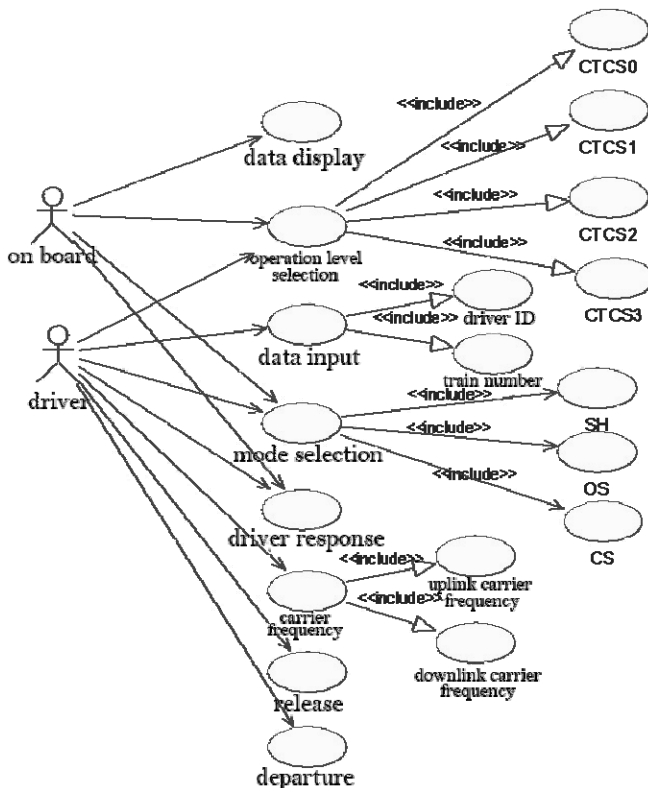 CTCS0
<<include>>
CTCS1
<<include>>
data display
<<include>>
CTCS2
on board
operation level
selection
<<include>>
CTCS3
<<include>>
driver ID
<<include>>
data input
train number
driver
<<include>>
SH
mode selection
<<include>>
OS
<<include>>
CS
driver response
<<include>>
uplink carrier
frequency
carrier
frequency
<<include>>
downlink carrier
frequency
release
departure